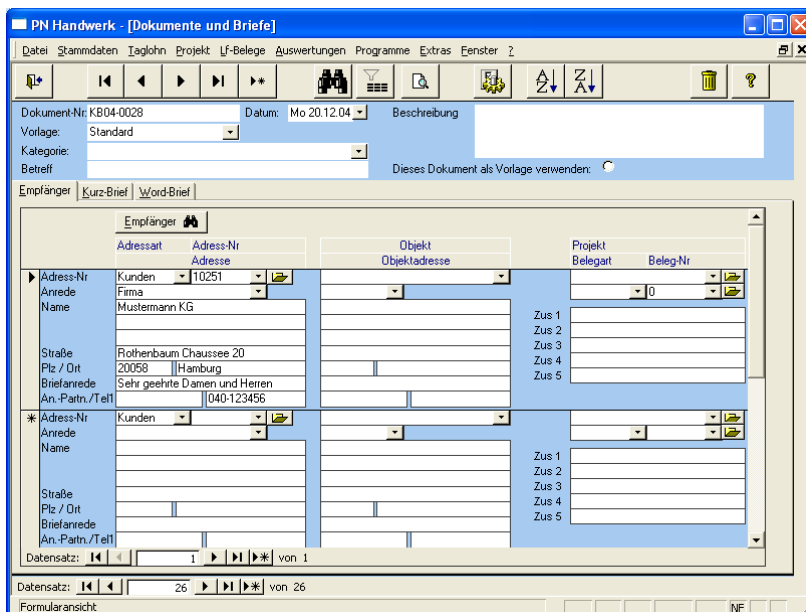 PN Handwerk - [Dokumente und Briefe]
Datei Stammdaten Taglohn Projekt Lf-Belege Auswertungen Programme Extras Fenster ?
Dokument-Nr: KB04-0028 Datum: Mo 20.12.04 Beschreibung
Vorlage: Standard
Kategorie:
Betreff Dieses Dokument als Vorlage verwenden:
Empfänger Kurz-Brief Word-Brief
Empfänger
Adressart Adress-Nr Objekt Projekt
Adresse Objektadresse Belegart Beleg-Nr
Adress-Nr Kunden 10251
Anrede Firma 0
Name Mustermann KG
Zus 1
Zus 2
Zus 3
Straße Rothenbaum Chaussee 20
Zus 4
Plz / Ort 20058 Hamburg
Zus 5
Briefanrede Sehr geehrte Damen und Herren
An.-Partn./Tel1 040-123456
Adress-Nr Kunden
Anrede
Name
Zus 1
Zus 2
Zus 3
Straße
Zus 4
Plz / Ort
Zus 5
Briefanrede
An.-Partn./Tel1
Datensatz: 1 von 1
Datensatz: 26 von 26
Formularansicht NF